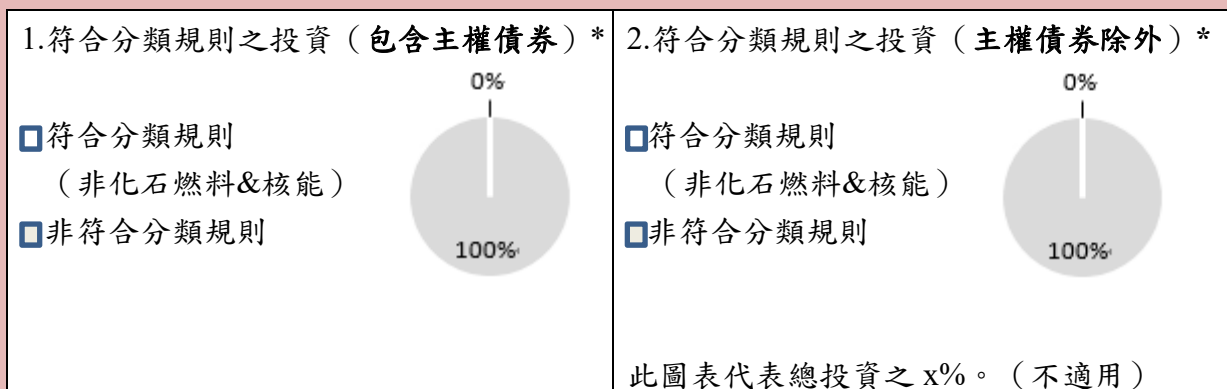 1.符合分類規則之投資（包含主權債券）*
0%
符合分類規則
（非化石燃料&核能）
非符合分類規則
100%
2.符合分類規則之投資（主權債券除外）*
0%
符合分類規則
（非化石燃料&核能）
非符合分類規則
100%
此圖表代表總投資之 x%。（不適用）